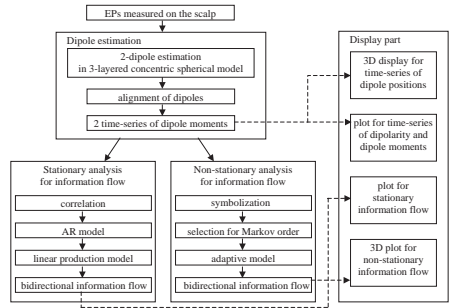 EPs measured on the scalp
Dipole estimation
2-dipole estimation
in 3-layered concentric spherical model
alignment of dipoles
2 time-series of dipole moments
Stationary analysis
for information flow
correlation
AR model
linear production model
bidirectional information flow
Non-stationary analysis
for information flow
symbolization
selection for Markov order
adaptive model
bidirectional information flow
Display part
3D display for
time-series of
dipole positions
plot for time-series
of dipolarity and
dipole moments
plot for
stationary
information flow
3D plot for
non-stationary
information flow